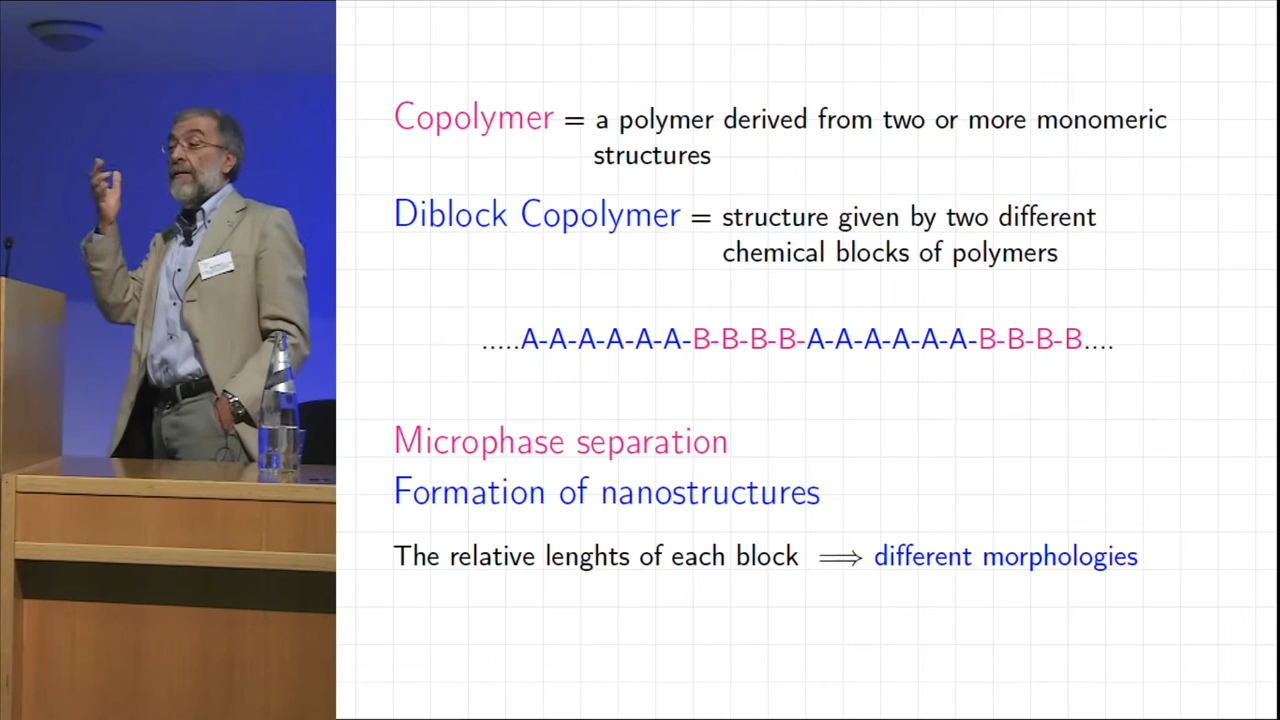 Copolymer = a polymer derived from two or more monomeric
structures
Diblock Copolymer = structure given by two different
chemical blocks of polymers
.....A-A-A-A-A-A-B-B-B-B-A-A-A-A-A-A-B-B-B-B....
Microphase separation
Formation of nanostructures
The relative lenghts of each block ⟹ different morphologies